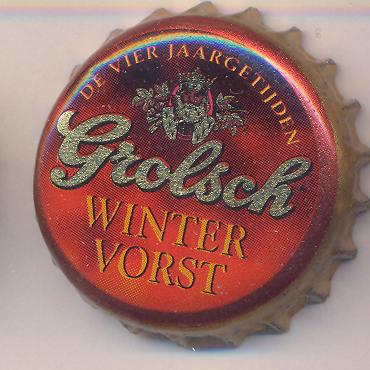 DE VIER JAARGETIJDEN
Grolsch
WINTER
VORST